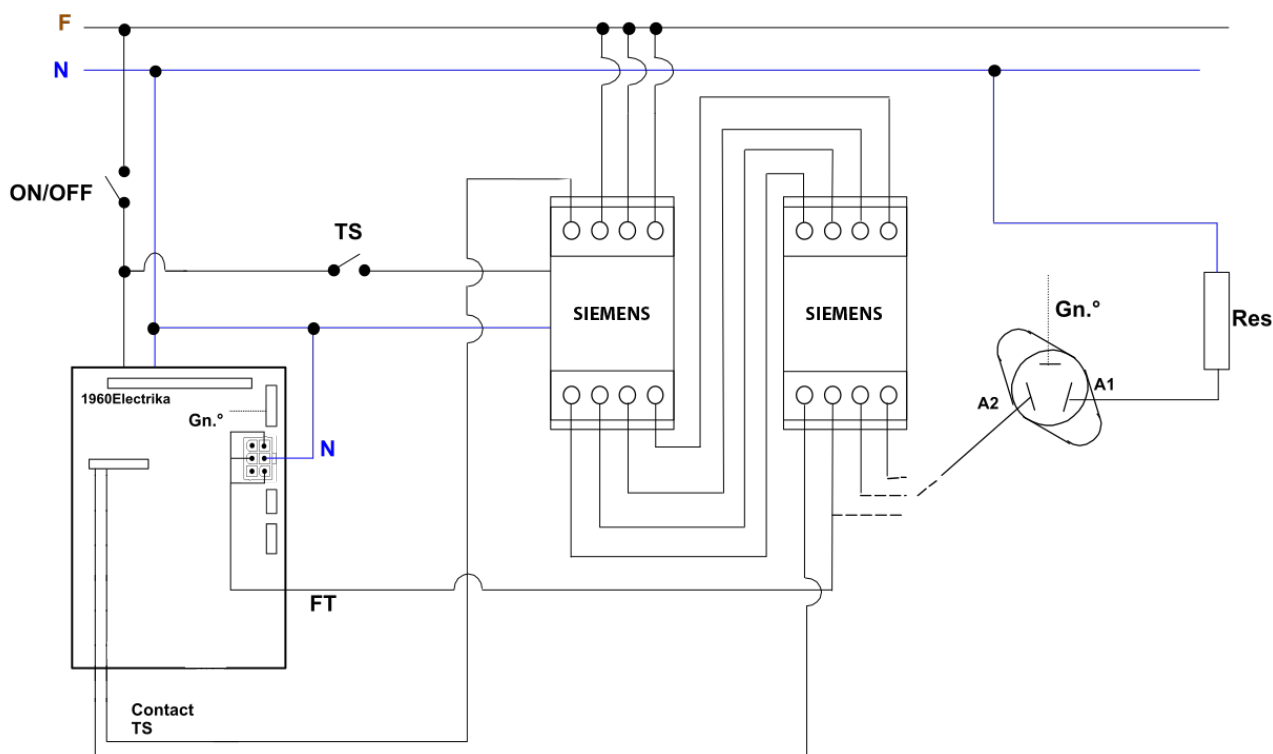 F
N
ON/OFF
TS
SIEMENS
SIEMENS
Gn.°
Res
A1
A2
1960Electrika
Gn.°
N
FT
Contact
TS